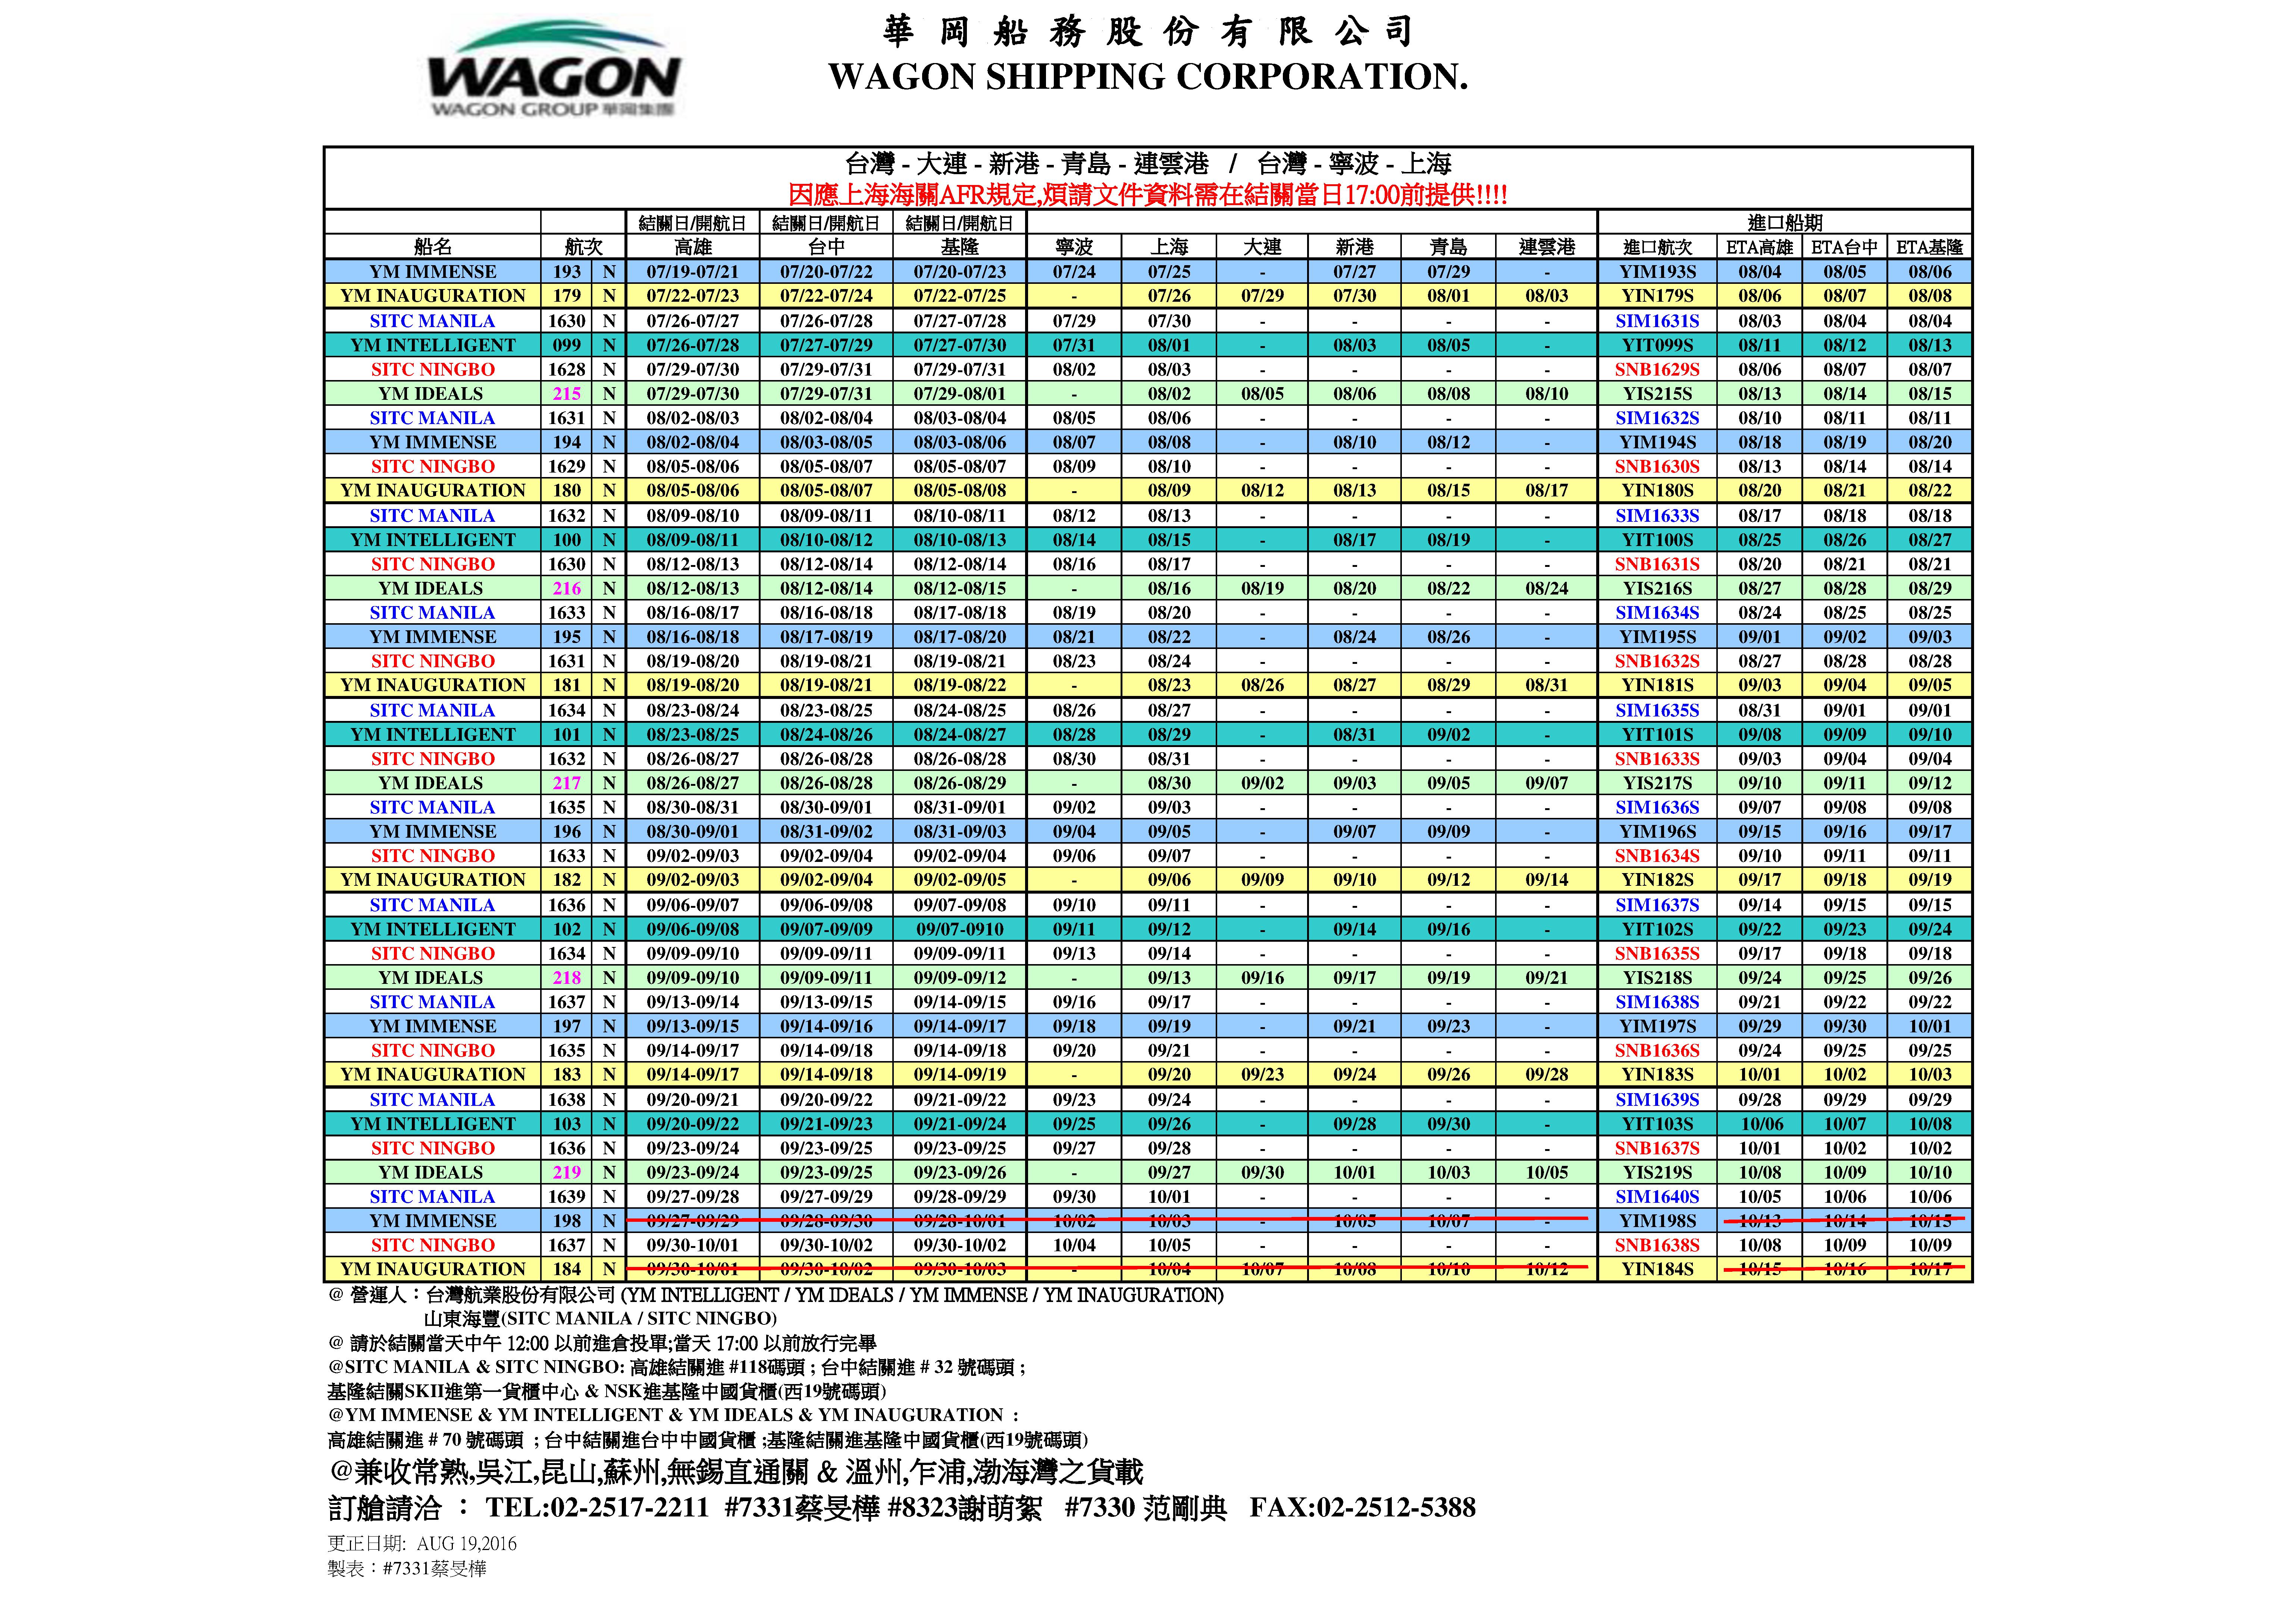 華岡船務股份有限公司
WAGON
WAGON GROUP 華岡集團
WAGON SHIPPING CORPORATION.
台灣 - 大連 - 新港 - 青島 - 連雲港 / 台灣 - 寧波 - 上海
因應上海海關AFR規定,煩請文件資料需在結關當日17:00前提供!!!!
結關日/開航日 結關日/開航日 結關日/開航日 進口船期
船名 航次 高雄 台中 基隆 寧波 上海 大連 新港 青島 連雲港 進口航次 ETA高雄 ETA台中 ETA基隆
YM IMMENSE 193 N 07/19-07/21 07/20-07/22 07/20-07/23 07/24 07/25 - 07/27 07/29 - YIM193S 08/04 08/05 08/06
YM INAUGURATION 179 N 07/22-07/23 07/22-07/24 07/22-07/25 - 07/26 07/29 07/30 08/01 08/03 YIN179S 08/06 08/07 08/08
SITC MANILA 1630 N 07/26-07/27 07/26-07/28 07/27-07/28 07/29 07/30 - - - - SIM1631S 08/03 08/04 08/04
YM INTELLIGENT 099 N 07/26-07/28 07/27-07/29 07/27-07/30 07/31 08/01 - 08/03 08/05 - YIT099S 08/11 08/12 08/13
SITC NINGBO 1628 N 07/29-07/30 07/29-07/31 07/29-07/31 08/02 08/03 - - - - SNB1629S 08/06 08/07 08/07
YM IDEALS 215 N 07/29-07/30 07/29-07/31 07/29-08/01 - 08/02 08/05 08/06 08/08 08/10 YIS215S 08/13 08/14 08/15
SITC MANILA 1631 N 08/02-08/03 08/02-08/04 08/03-08/04 08/05 08/06 - - - - SIM1632S 08/10 08/11 08/11
YM IMMENSE 194 N 08/02-08/04 08/03-08/05 08/03-08/06 08/07 08/08 - 08/10 08/12 - YIM194S 08/18 08/19 08/20
SITC NINGBO 1629 N 08/05-08/06 08/05-08/07 08/05-08/07 08/09 08/10 - - - - SNB1630S 08/13 08/14 08/14
YM INAUGURATION 180 N 08/05-08/06 08/05-08/07 08/05-08/08 - 08/09 08/12 08/13 08/15 08/17 YIN180S 08/20 08/21 08/22
SITC MANILA 1632 N 08/09-08/10 08/09-08/11 08/10-08/11 08/12 08/13 - - - - SIM1633S 08/17 08/18 08/18
YM INTELLIGENT 100 N 08/09-08/11 08/10-08/12 08/10-08/13 08/14 08/15 - 08/17 08/19 - YIT100S 08/25 08/26 08/27
SITC NINGBO 1630 N 08/12-08/13 08/12-08/14 08/12-08/14 08/16 08/17 - - - - SNB1631S 08/20 08/21 08/21
YM IDEALS 216 N 08/12-08/13 08/12-08/14 08/12-08/15 - 08/16 08/19 08/20 08/22 08/24 YIS216S 08/27 08/28 08/29
SITC MANILA 1633 N 08/16-08/17 08/16-08/18 08/17-08/18 08/19 08/20 - - - - SIM1634S 08/24 08/25 08/25
YM IMMENSE 195 N 08/16-08/18 08/17-08/19 08/17-08/20 08/21 08/22 - 08/24 08/26 - YIM195S 09/01 09/02 09/03
SITC NINGBO 1631 N 08/19-08/20 08/19-08/21 08/19-08/21 08/23 08/24 - - - - SNB1632S 08/27 08/28 08/28
YM INAUGURATION 181 N 08/19-08/20 08/19-08/21 08/19-08/22 - 08/23 08/26 08/27 08/29 08/31 YIN181S 09/03 09/04 09/05
SITC MANILA 1634 N 08/23-08/24 08/23-08/25 08/24-08/25 08/26 08/27 - - - - SIM1635S 08/31 09/01 09/01
YM INTELLIGENT 101 N 08/23-08/25 08/24-08/26 08/24-08/27 08/28 08/29 - 08/31 09/02 - YIT101S 09/08 09/09 09/10
SITC NINGBO 1632 N 08/26-08/27 08/26-08/28 08/26-08/28 08/30 08/31 - - - - SNB1633S 09/03 09/04 09/04
YM IDEALS 217 N 08/26-08/27 08/26-08/28 08/26-08/29 - 08/30 09/02 09/03 09/05 09/07 YIS217S 09/10 09/11 09/12
SITC MANILA 1635 N 08/30-08/31 08/30-09/01 08/31-09/01 09/02 09/03 - - - - SIM1636S 09/07 09/08 09/08
YM IMMENSE 196 N 08/30-09/01 08/31-09/02 08/31-09/03 09/04 09/05 - 09/07 09/09 - YIM196S 09/15 09/16 09/17
SITC NINGBO 1633 N 09/02-09/03 09/02-09/04 09/02-09/04 09/06 09/07 - - - - SNB1634S 09/10 09/11 09/11
YM INAUGURATION 182 N 09/02-09/03 09/02-09/04 09/02-09/05 - 09/06 09/09 09/10 09/12 09/14 YIN182S 09/17 09/18 09/19
SITC MANILA 1636 N 09/06-09/07 09/06-09/08 09/07-09/08 09/10 09/11 - - - - SIM1637S 09/14 09/15 09/15
YM INTELLIGENT 102 N 09/06-09/08 09/07-09/09 09/07-0910 09/11 09/12 - 09/14 09/16 - YIT102S 09/22 09/23 09/24
SITC NINGBO 1634 N 09/09-09/10 09/09-09/11 09/09-09/11 09/13 09/14 - - - - SNB1635S 09/17 09/18 09/18
YM IDEALS 218 N 09/09-09/10 09/09-09/11 09/09-09/12 - 09/13 09/16 09/17 09/19 09/21 YIS218S 09/24 09/25 09/26
SITC MANILA 1637 N 09/13-09/14 09/13-09/15 09/14-09/15 09/16 09/17 - - - - SIM1638S 09/21 09/22 09/22
YM IMMENSE 197 N 09/13-09/15 09/14-09/16 09/14-09/17 09/18 09/19 - 09/21 09/23 - YIM197S 09/29 09/30 10/01
SITC NINGBO 1635 N 09/14-09/17 09/14-09/18 09/14-09/18 09/20 09/21 - - - - SNB1636S 09/24 09/25 09/25
YM INAUGURATION 183 N 09/14-09/17 09/14-09/18 09/14-09/19 - 09/20 09/23 09/24 09/26 09/28 YIN183S 10/01 10/02 10/03
SITC MANILA 1638 N 09/20-09/21 09/20-09/22 09/21-09/22 09/23 09/24 - - - - SIM1639S 09/28 09/29 09/29
YM INTELLIGENT 103 N 09/20-09/22 09/21-09/23 09/21-09/24 09/25 09/26 - 09/28 09/30 - YIT103S 10/06 10/07 10/08
SITC NINGBO 1636 N 09/23-09/24 09/23-09/25 09/23-09/25 09/27 09/28 - - - - SNB1637S 10/01 10/02 10/02
YM IDEALS 219 N 09/23-09/24 09/23-09/25 09/23-09/26 - 09/27 09/30 10/01 10/03 10/05 YIS219S 10/08 10/09 10/10
SITC MANILA 1639 N 09/27-09/28 09/27-09/29 09/28-09/29 09/30 10/01 - - - - SIM1640S 10/05 10/06 10/06
YM IMMENSE 198 N 09/27-09/29 09/28-09/30 09/28-10/01 10/02 10/03 - 10/05 10/07 - YIM198S 10/13 10/14 10/15
SITC NINGBO 1637 N 09/30-10/01 09/30-10/02 09/30-10/02 10/04 10/05 - - - - SNB1638S 10/08 10/09 10/09
YM INAUGURATION 184 N 09/30-10/01 09/30-10/02 09/30-10/03 - 10/04 10/07 10/08 10/10 10/12 YIN184S 10/15 10/16 10/17
@ 營運人：台灣航業股份有限公司 (YM INTELLIGENT / YM IDEALS / YM IMMENSE / YM INAUGURATION)
山東海豐(SITC MANILA / SITC NINGBO)
@ 請於結關當天中午 12:00 以前進倉投單;當天 17:00 以前放行完畢
@SITC MANILA & SITC NINGBO: 高雄結關進 #118碼頭 ; 台中結關進 # 32 號碼頭 ;
基隆結關SKII進第一貨櫃中心 & NSK進基隆中國貨櫃(西19號碼頭)
@YM IMMENSE & YM INTELLIGENT & YM IDEALS & YM INAUGURATION :
高雄結關進 # 70 號碼頭 ; 台中結關進台中中國貨櫃 ;基隆結關進基隆中國貨櫃(西19號碼頭)
@兼收常熟,吳江,昆山,蘇州,無錫直通關 & 溫州,乍浦,渤海灣之貨載
訂艙請洽 ： TEL:02-2517-2211 #7331蔡旻樺 #8323謝萌絮 #7330 范剛典 FAX:02-2512-5388
更正日期: AUG 19,2016
製表：#7331蔡旻樺